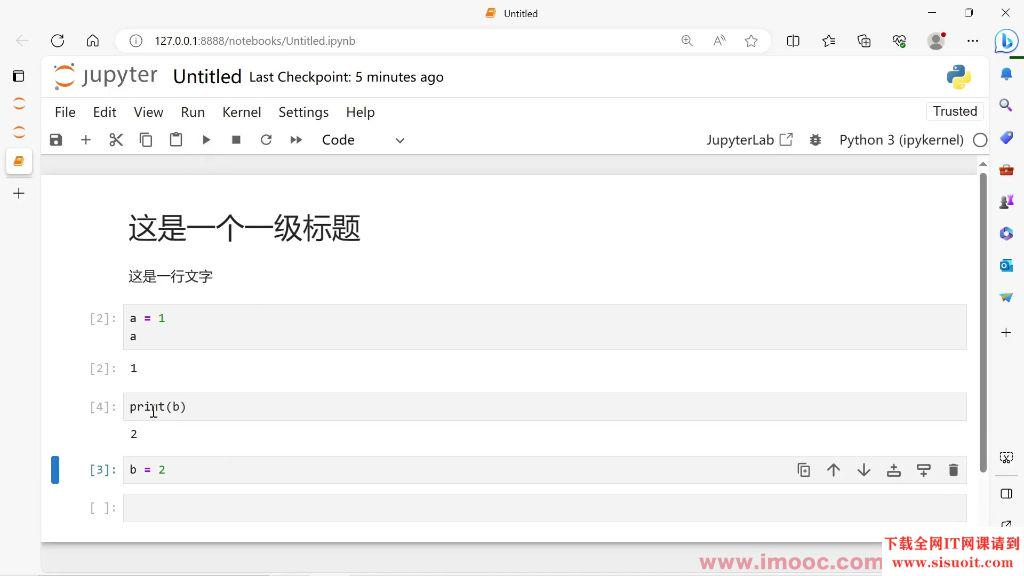 Untitled
127.0.0.1:8888/notebooks/Untitled.ipynb
jupyter Untitled Last Checkpoint: 5 minutes ago
File Edit View Run Kernel Settings Help
Trusted
Code
JupyterLab
Python 3 (ipykernel)
这是一个一级标题
这是一行文字
[2]: a = 1
a
[2]: 1
[4]: print(b)
2
[3]: b = 2
[ ]:
下载全网IT网课请到
www.imooc.com
www.sisuoit.com